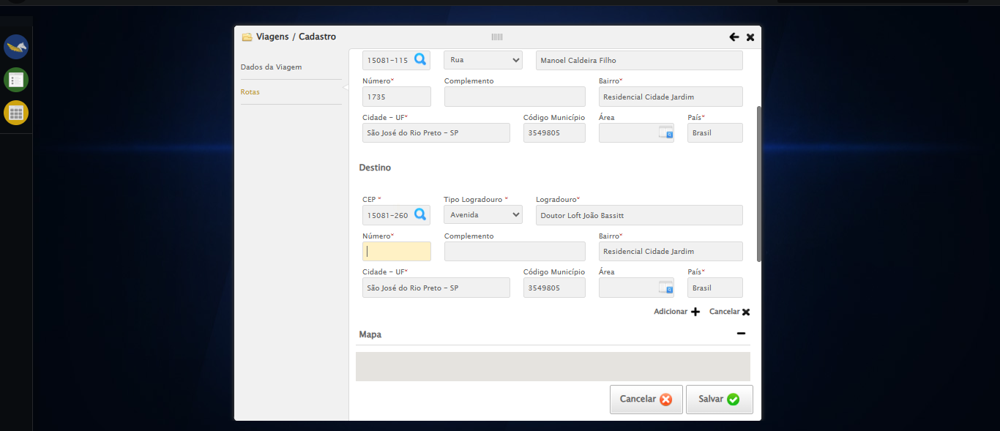 Viagens / Cadastro
Dados da Viagem
Rotas
15081-115 Rua Manoel Caldeira Filho
Número* Complemento Bairro*
1735 Residencial Cidade Jardim
Cidade - UF* Código Município Área País*
São José do Rio Preto - SP 3549805 Brasil
Destino
CEP * Tipo Logradouro * Logradouro*
15081-260 Avenida Doutor Loft João Bassitt
Número* Complemento Bairro*
Residencial Cidade Jardim
Cidade - UF* Código Município Área País*
São José do Rio Preto - SP 3549805 Brasil
Adicionar Cancelar
Mapa
Cancelar Salvar